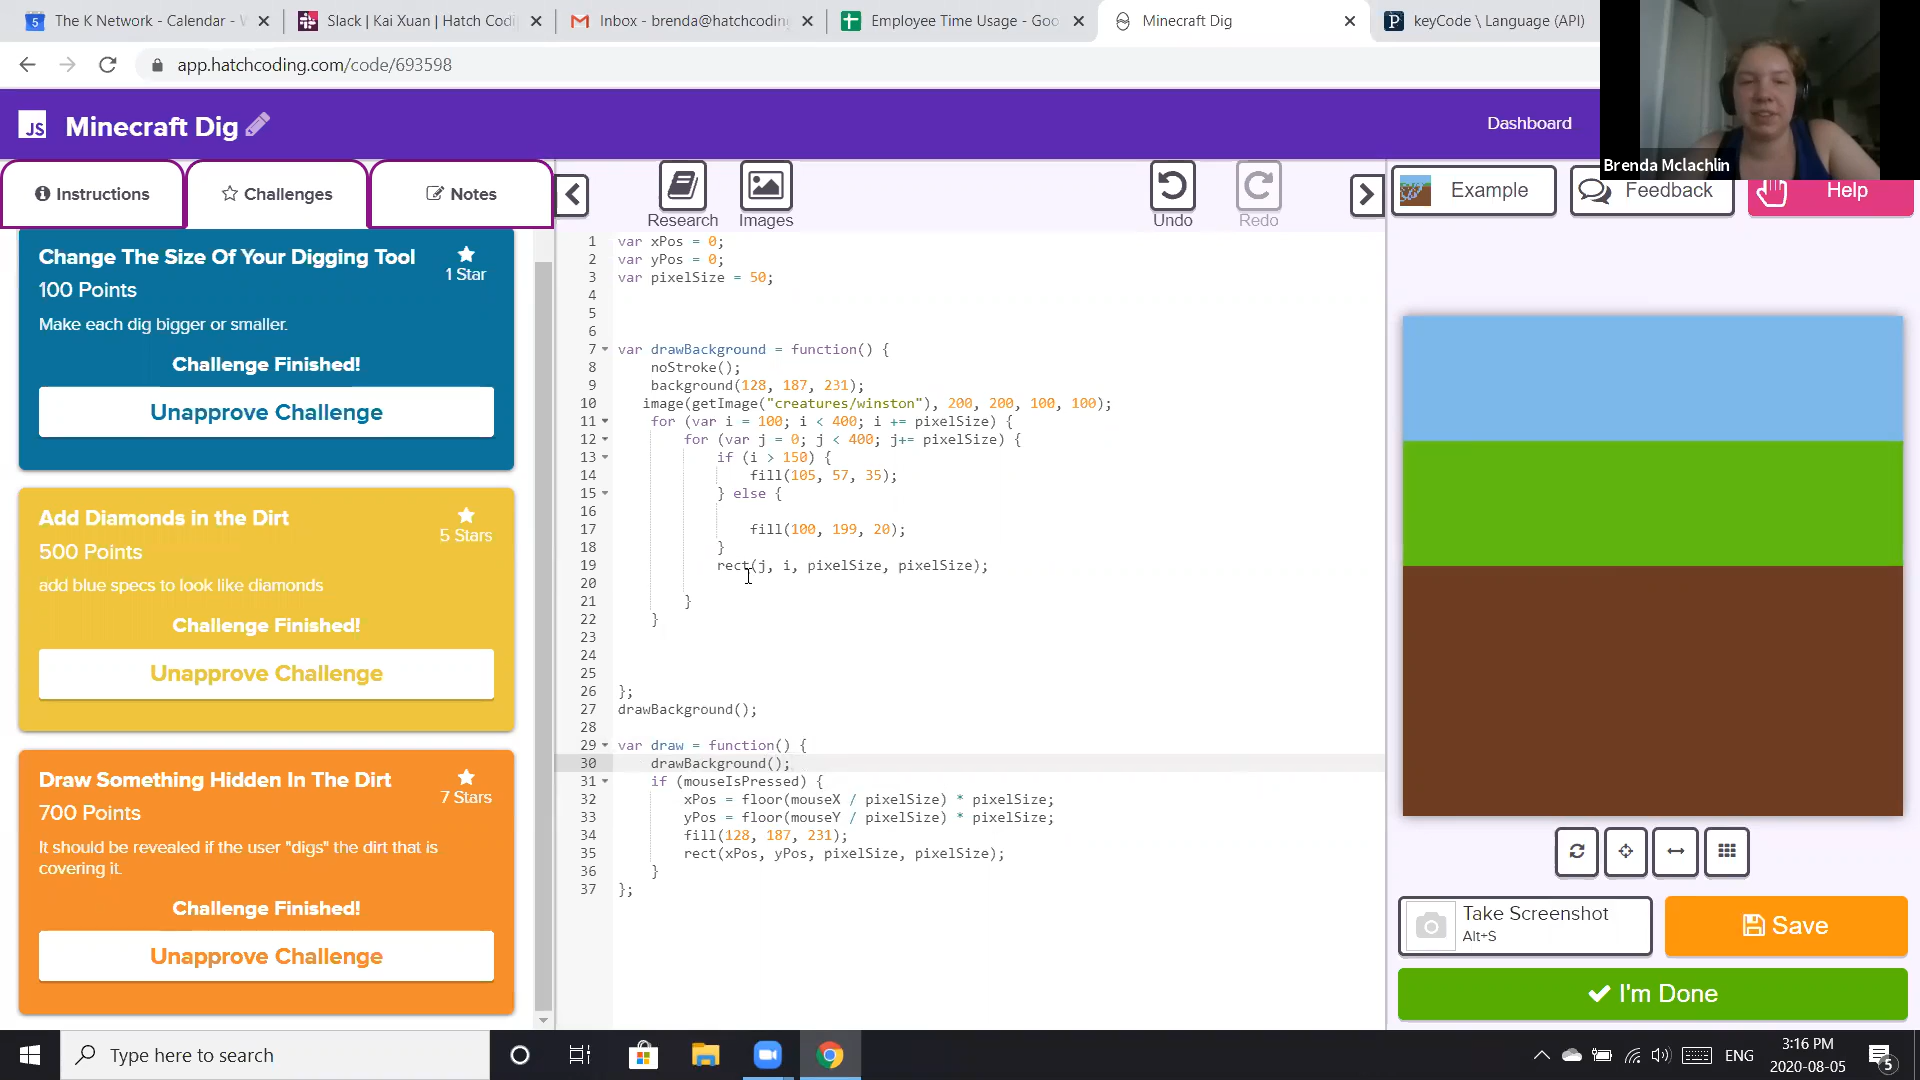 The K Network - Calendar - W
Slack | Kai Xuan | Hatch Codi
Inbox - brenda@hatchcoding
Employee Time Usage - Goo
Minecraft Dig
keyCode \ Language (API)
app.hatchcoding.com/code/693598
JS
Minecraft Dig
Dashboard
Brenda Mclachlin
Instructions
Challenges
Notes
Research
Images
Undo
Redo
Example
Feedback
Help
Change The Size Of Your Digging Tool
1 Star
100 Points
Make each dig bigger or smaller.
Challenge Finished!
Unapprove Challenge
Add Diamonds in the Dirt
5 Stars
500 Points
add blue specs to look like diamonds
Challenge Finished!
Unapprove Challenge
Draw Something Hidden In The Dirt
7 Stars
700 Points
It should be revealed if the user "digs" the dirt that is
covering it.
Challenge Finished!
Unapprove Challenge
1 var xPos = 0;
2 var yPos = 0;
3 var pixelSize = 50;
4
5
6
7 var drawBackground = function() {
8 noStroke();
9 background(128, 187, 231);
10 image(getImage("creatures/winston"), 200, 200, 100, 100);
11 for (var i = 100; i < 400; i += pixelSize) {
12 for (var j = 0; j < 400; j+= pixelSize) {
13 if (i > 150) {
14 fill(105, 57, 35);
15 } else {
16
17 fill(100, 199, 20);
18 }
19 rect(j, i, pixelSize, pixelSize);
20
21 }
22 }
23
24
25
26 };
27 drawBackground();
28
29 var draw = function() {
30 drawBackground();
31 if (mouseIsPressed) {
32 xPos = floor(mouseX / pixelSize) * pixelSize;
33 yPos = floor(mouseY / pixelSize) * pixelSize;
34 fill(128, 187, 231);
35 rect(xPos, yPos, pixelSize, pixelSize);
36 }
37 };
Take Screenshot
Alt+S
Save
I'm Done
Type here to search
ENG
3:16 PM
2020-08-05
5